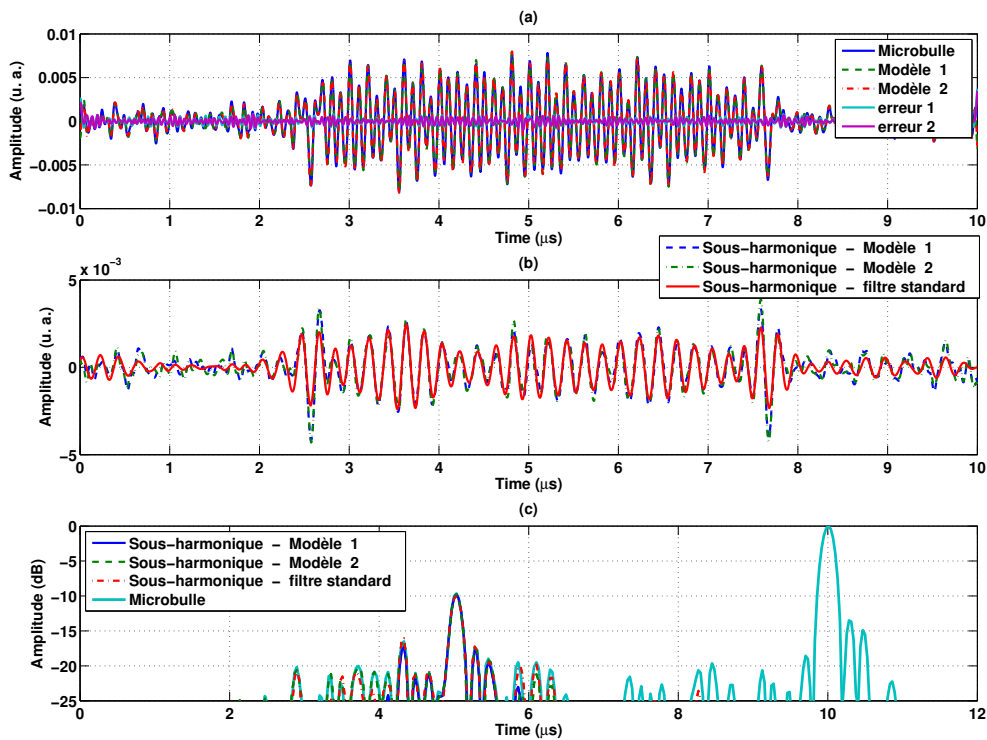 (a)
0.01
0.005
0
−0.005
−0.01
Amplitude (u. a.)
Microbulle
Modèle 1
Modèle 2
erreur 1
erreur 2
0 1 2 3 4 5 6 7 8 9 10
Time (μs)
(b)
x 10⁻³
5
0
−5
Amplitude (u. a.)
Sous−harmonique − Modèle 1
Sous−harmonique − Modèle 2
Sous−harmonique − filtre standard
0 1 2 3 4 5 6 7 8 9 10
Time (μs)
(c)
0
−5
−10
−15
−20
−25
Amplitude (dB)
Sous−harmonique − Modèle 1
Sous−harmonique − Modèle 2
Sous−harmonique − filtre standard
Microbulle
0 2 4 6 8 10 12
Time (μs)